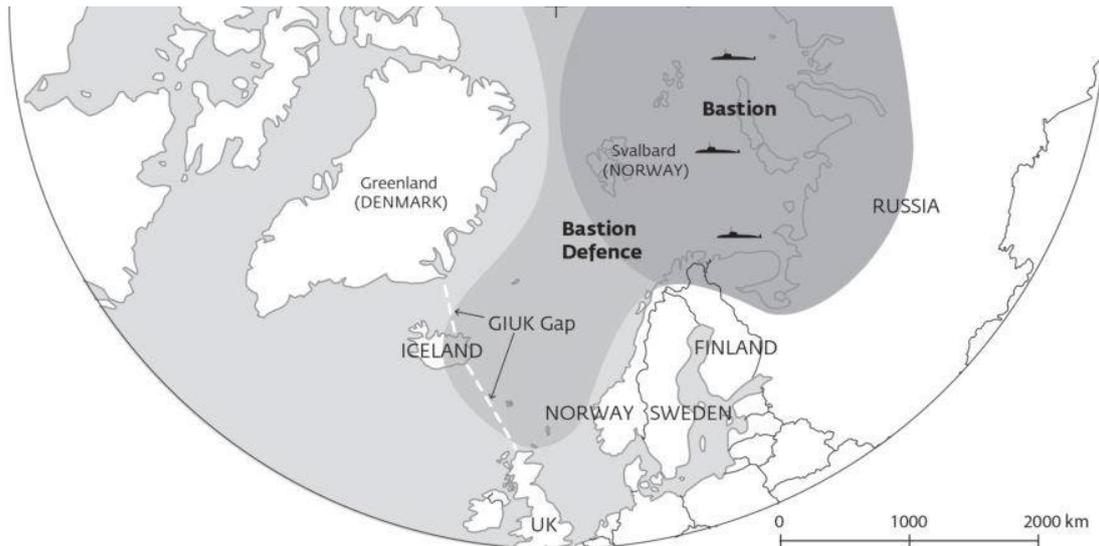 Bastion
Svalbard
(NORWAY)
Greenland
(DENMARK)
RUSSIA
Bastion
Defence
GIUK Gap
ICELAND
FINLAND
NORWAY
SWEDEN
UK
0
1000
2000 km